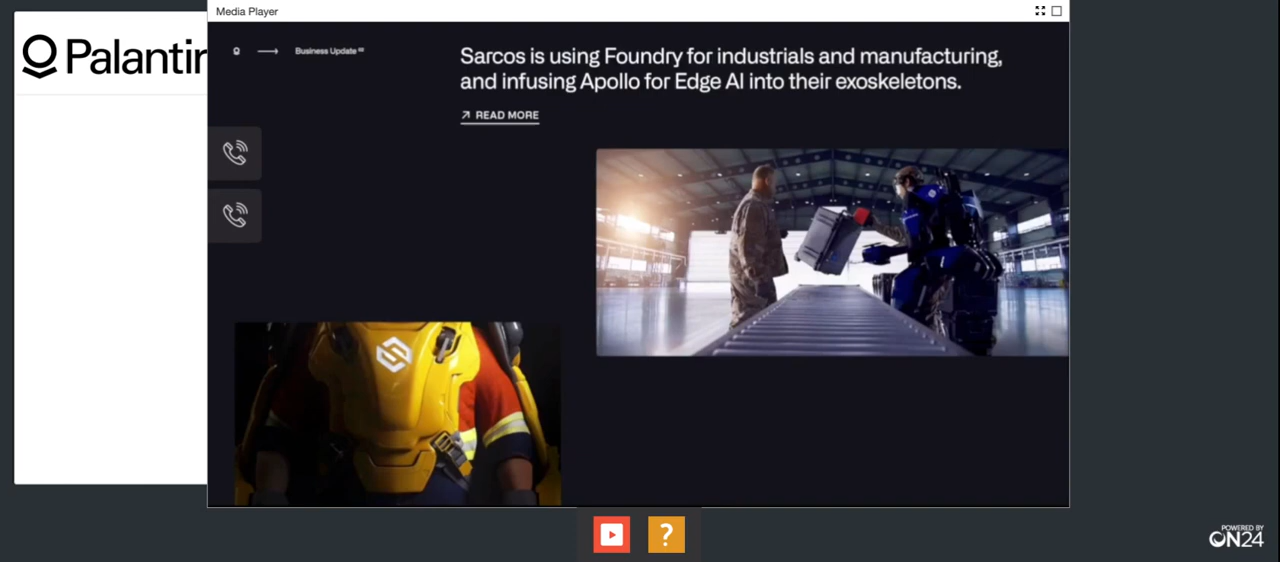 Media Player
Palantir
Business Update
Sarcos is using Foundry for industrials and manufacturing,
and infusing Apollo for Edge AI into their exoskeletons.
READ MORE
?
POWERED BY
ON24